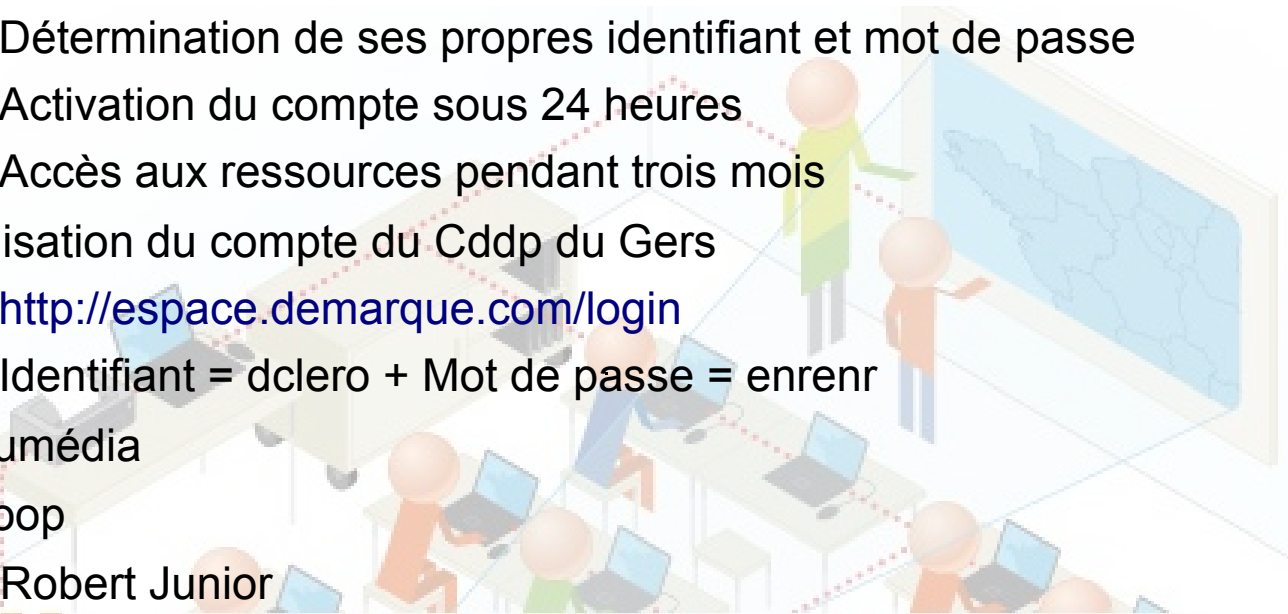 Détermination de ses propres identifiant et mot de passe
Activation du compte sous 24 heures
Accès aux ressources pendant trois mois
isation du compte du Cddp du Gers
http://espace.demarque.com/login
Identifiant = dclero + Mot de passe = enrenr
umédia
oop
Robert Junior